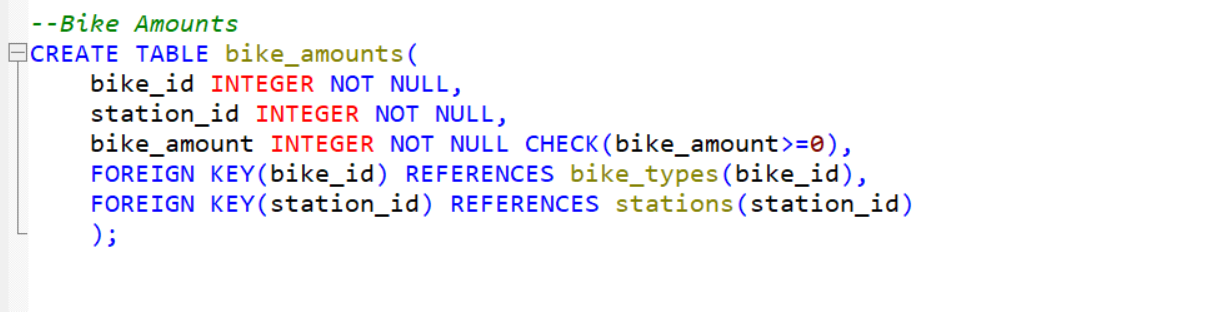 --Bike Amounts
CREATE TABLE bike_amounts(
bike_id INTEGER NOT NULL,
station_id INTEGER NOT NULL,
bike_amount INTEGER NOT NULL CHECK(bike_amount>=0),
FOREIGN KEY(bike_id) REFERENCES bike_types(bike_id),
FOREIGN KEY(station_id) REFERENCES stations(station_id)
);